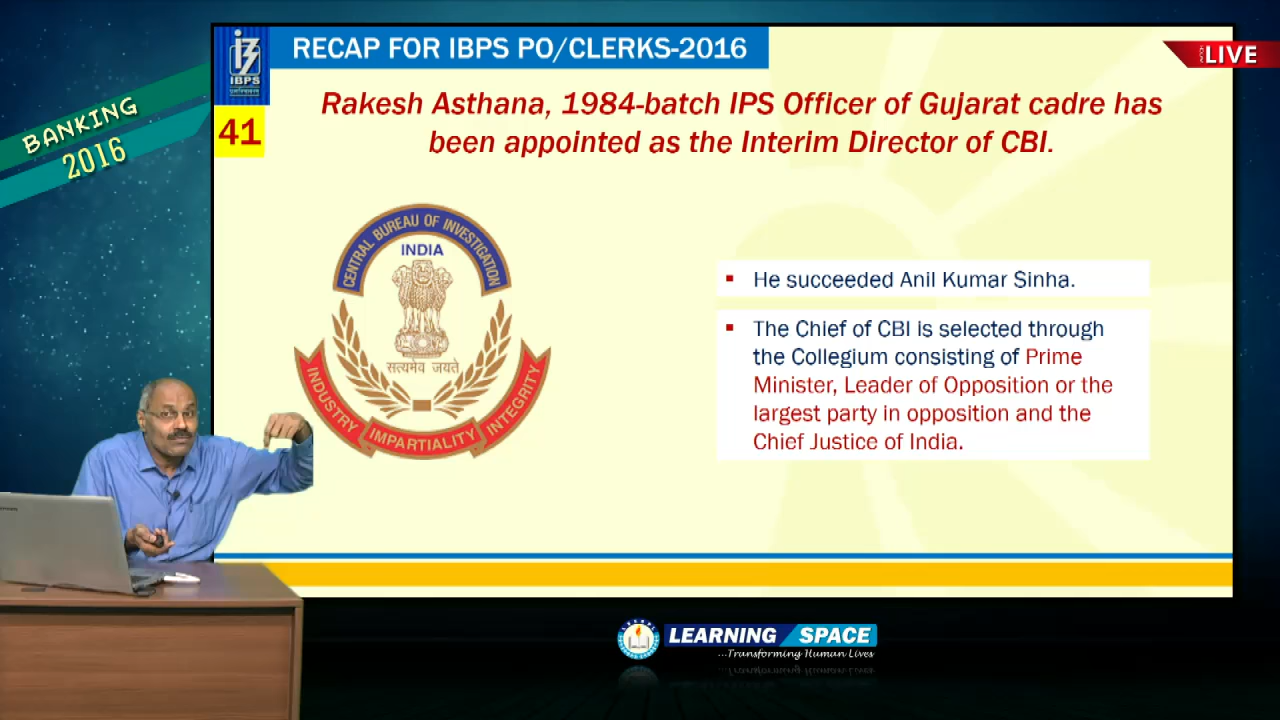 RECAP FOR IBPS PO/CLERKS-2016
IBPS
LIVE
BANKING
2016
41
Rakesh Asthana, 1984-batch IPS Officer of Gujarat cadre has
been appointed as the Interim Director of CBI.
CENTRAL BUREAU OF INVESTIGATION
INDIA
सत्यमेव जयते
INDUSTRY
IMPARTIALITY
INTEGRITY
▪ He succeeded Anil Kumar Sinha.
▪ The Chief of CBI is selected through
the Collegium consisting of Prime
Minister, Leader of Opposition or the
largest party in opposition and the
Chief Justice of India.
LEARNING SPACE
...Transforming Human Lives